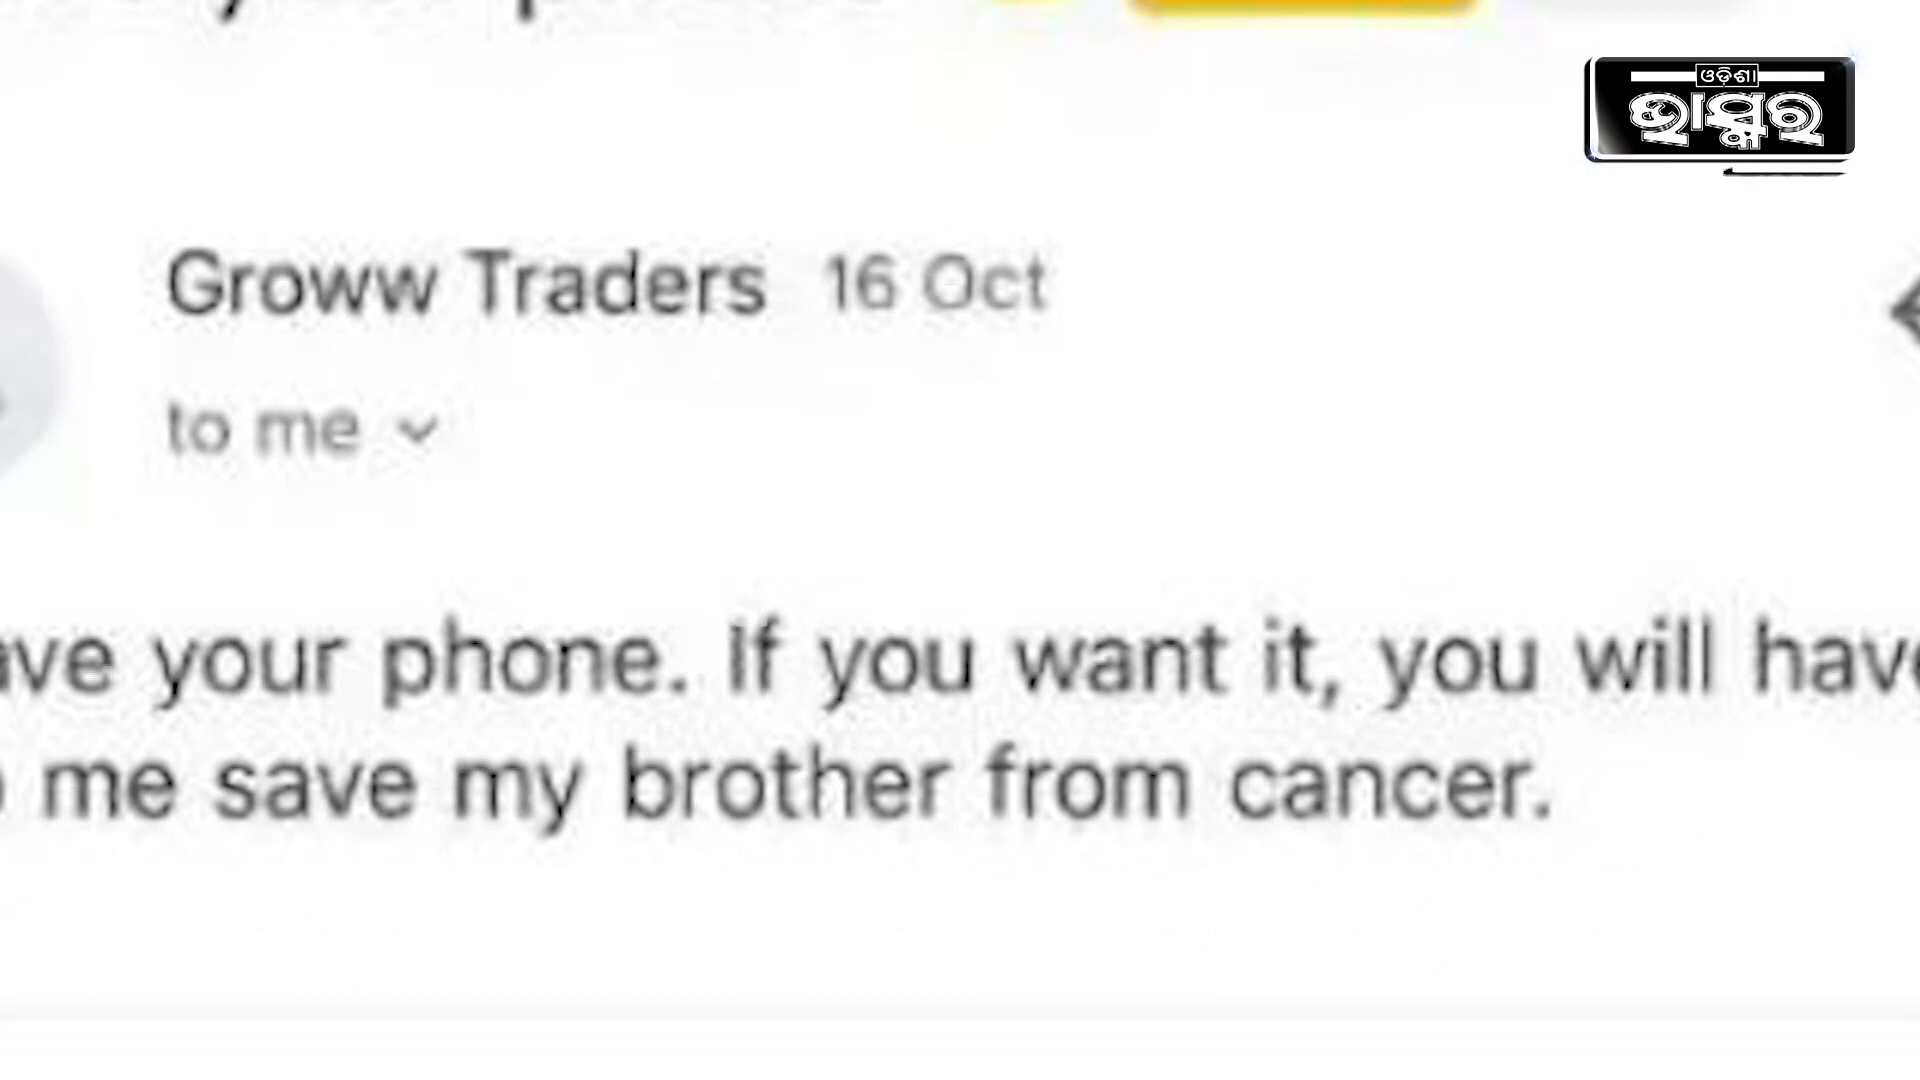 ଓଡ଼ିଶା
ଭାସ୍କର
Groww Traders 16 Oct
to me
ave your phone. If you want it, you will have
me save my brother from cancer.